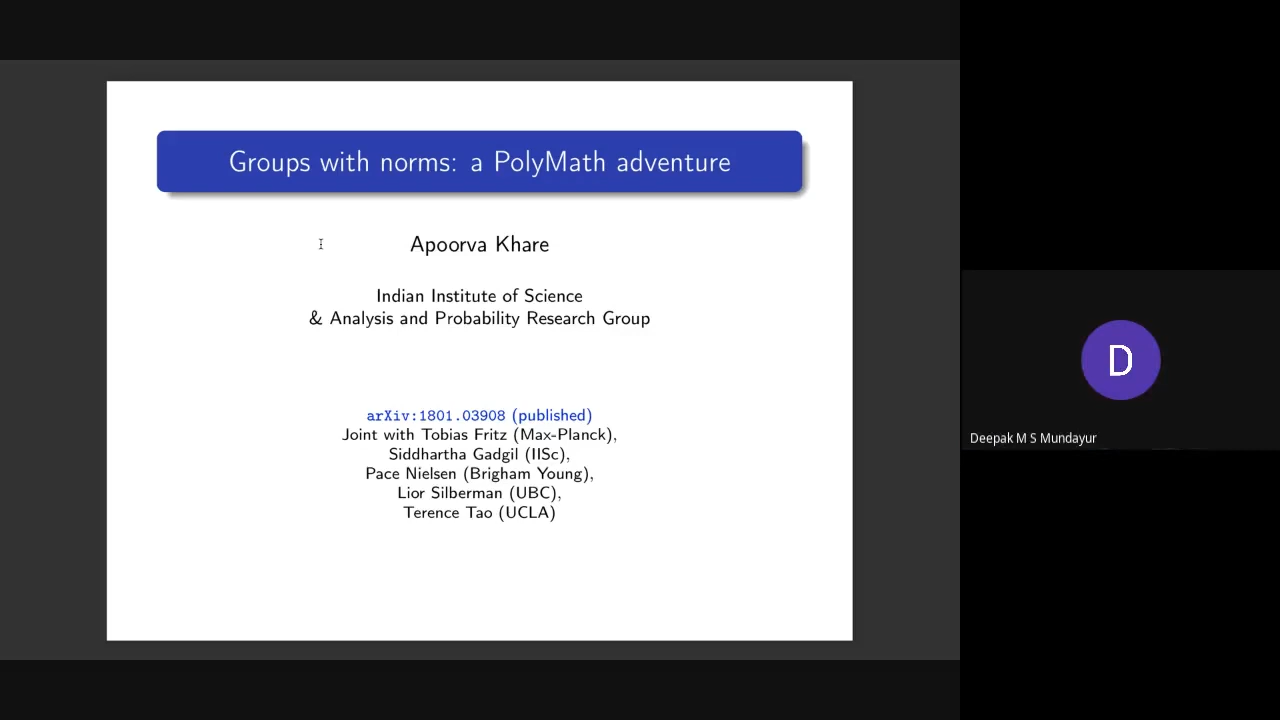 Groups with norms: a PolyMath adventure
Apoorva Khare
Indian Institute of Science
& Analysis and Probability Research Group
arXiv:1801.03908 (published)
Joint with Tobias Fritz (Max-Planck),
Siddhartha Gadgil (IISc),
Pace Nielsen (Brigham Young),
Lior Silberman (UBC),
Terence Tao (UCLA)
D
Deepak M S Mundayur